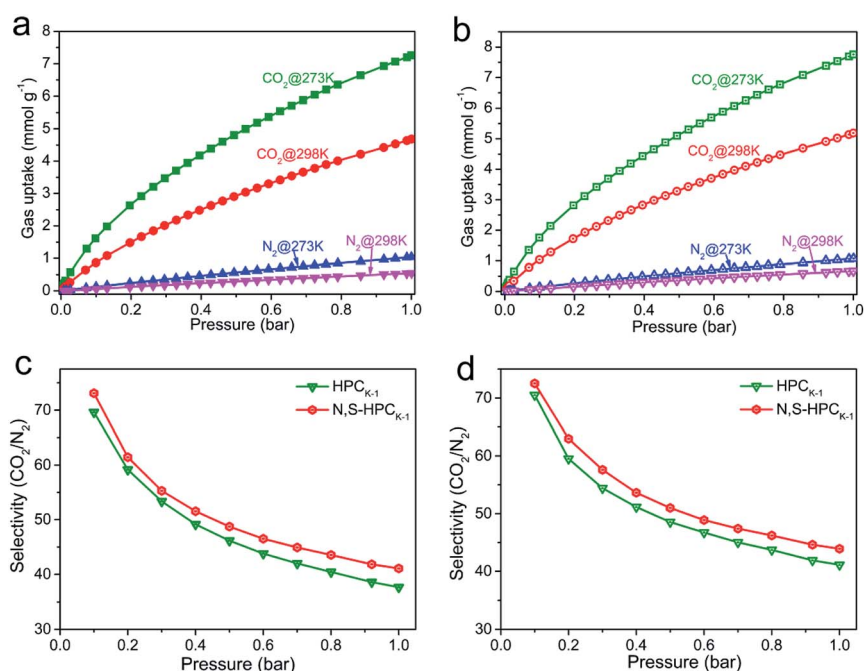 a
8
7
6
5
4
3
2
1
0
Gas uptake (mmol g⁻¹)
CO₂@273K
CO₂@298K
N₂@273K
N₂@298K
0.0 0.2 0.4 0.6 0.8 1.0
Pressure (bar)
b
8
7
6
5
4
3
2
1
0
Gas uptake (mmol g⁻¹)
CO₂@273K
CO₂@298K
N₂@273K
N₂@298K
0.0 0.2 0.4 0.6 0.8 1.0
Pressure (bar)
c
70
60
50
40
30
Selectivity (CO₂/N₂)
HPC_K-1
N,S-HPC_K-1
0.0 0.2 0.4 0.6 0.8 1.0
Pressure (bar)
d
70
60
50
40
30
Selectivity (CO₂/N₂)
HPC_K-1
N,S-HPC_K-1
0.0 0.2 0.4 0.6 0.8 1.0
Pressure (bar)